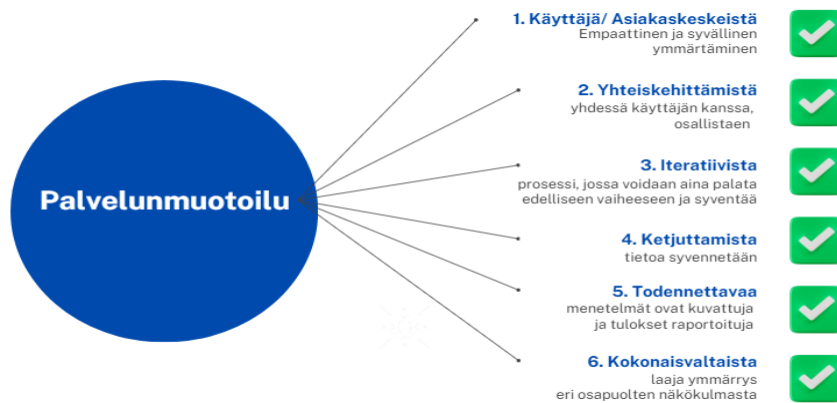 Palvelunmuotoilu
1. Käyttäjä/ Asiakaskeskeistä
Empaattinen ja syvällinen
ymmärtäminen
2. Yhteiskehittämistä
yhdessä käyttäjän kanssa,
osallistaen
3. Iteratiivista
prosessi, jossa voidaan aina palata
edelliseen vaiheeseen ja syventää
4. Ketjuttamista
tietoa syvennetään
5. Todennettavaa
menetelmät ovat kuvattuja
ja tulokset raportoituja
6. Kokonaisvaltaista
laaja ymmärrys
eri osapuolten näkökulmasta